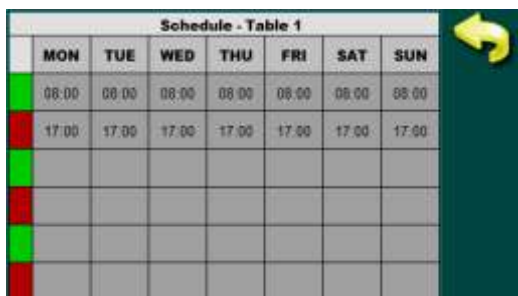 Schedule - Table 1
MON TUE WED THU FRI SAT SUN
08:00 08:00 08:00 08:00 08:00 08:00 08:00
17:00 17:00 17:00 17:00 17:00 17:00 17:00